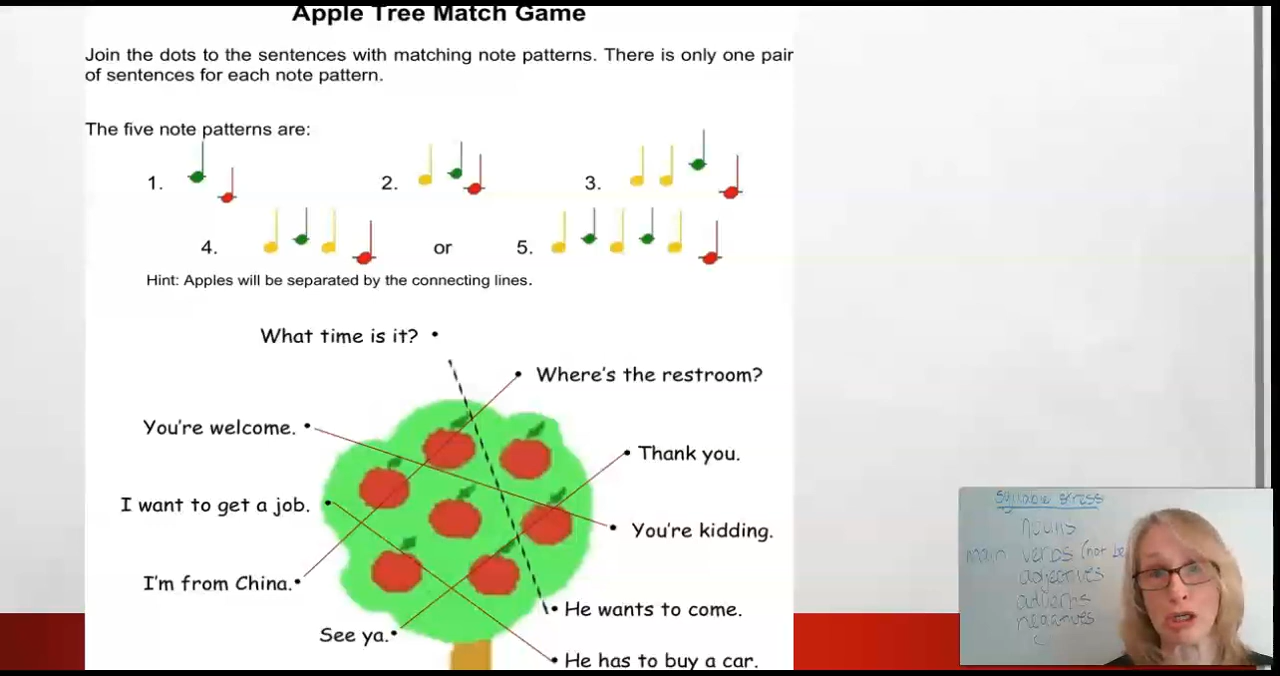 Apple Tree Match Game
Join the dots to the sentences with matching note patterns. There is only one pair
of sentences for each note pattern.
The five note patterns are:
1.
2.
3.
4.
or
5.
Hint: Apples will be separated by the connecting lines.
What time is it? •
• Where's the restroom?
You're welcome. •
• Thank you.
I want to get a job. •
• You're kidding.
I'm from China.•
• He wants to come.
See ya.•
• He has to buy a car.
syllable stress
nouns
main verbs (not be
adjectives
adverbs
negatives